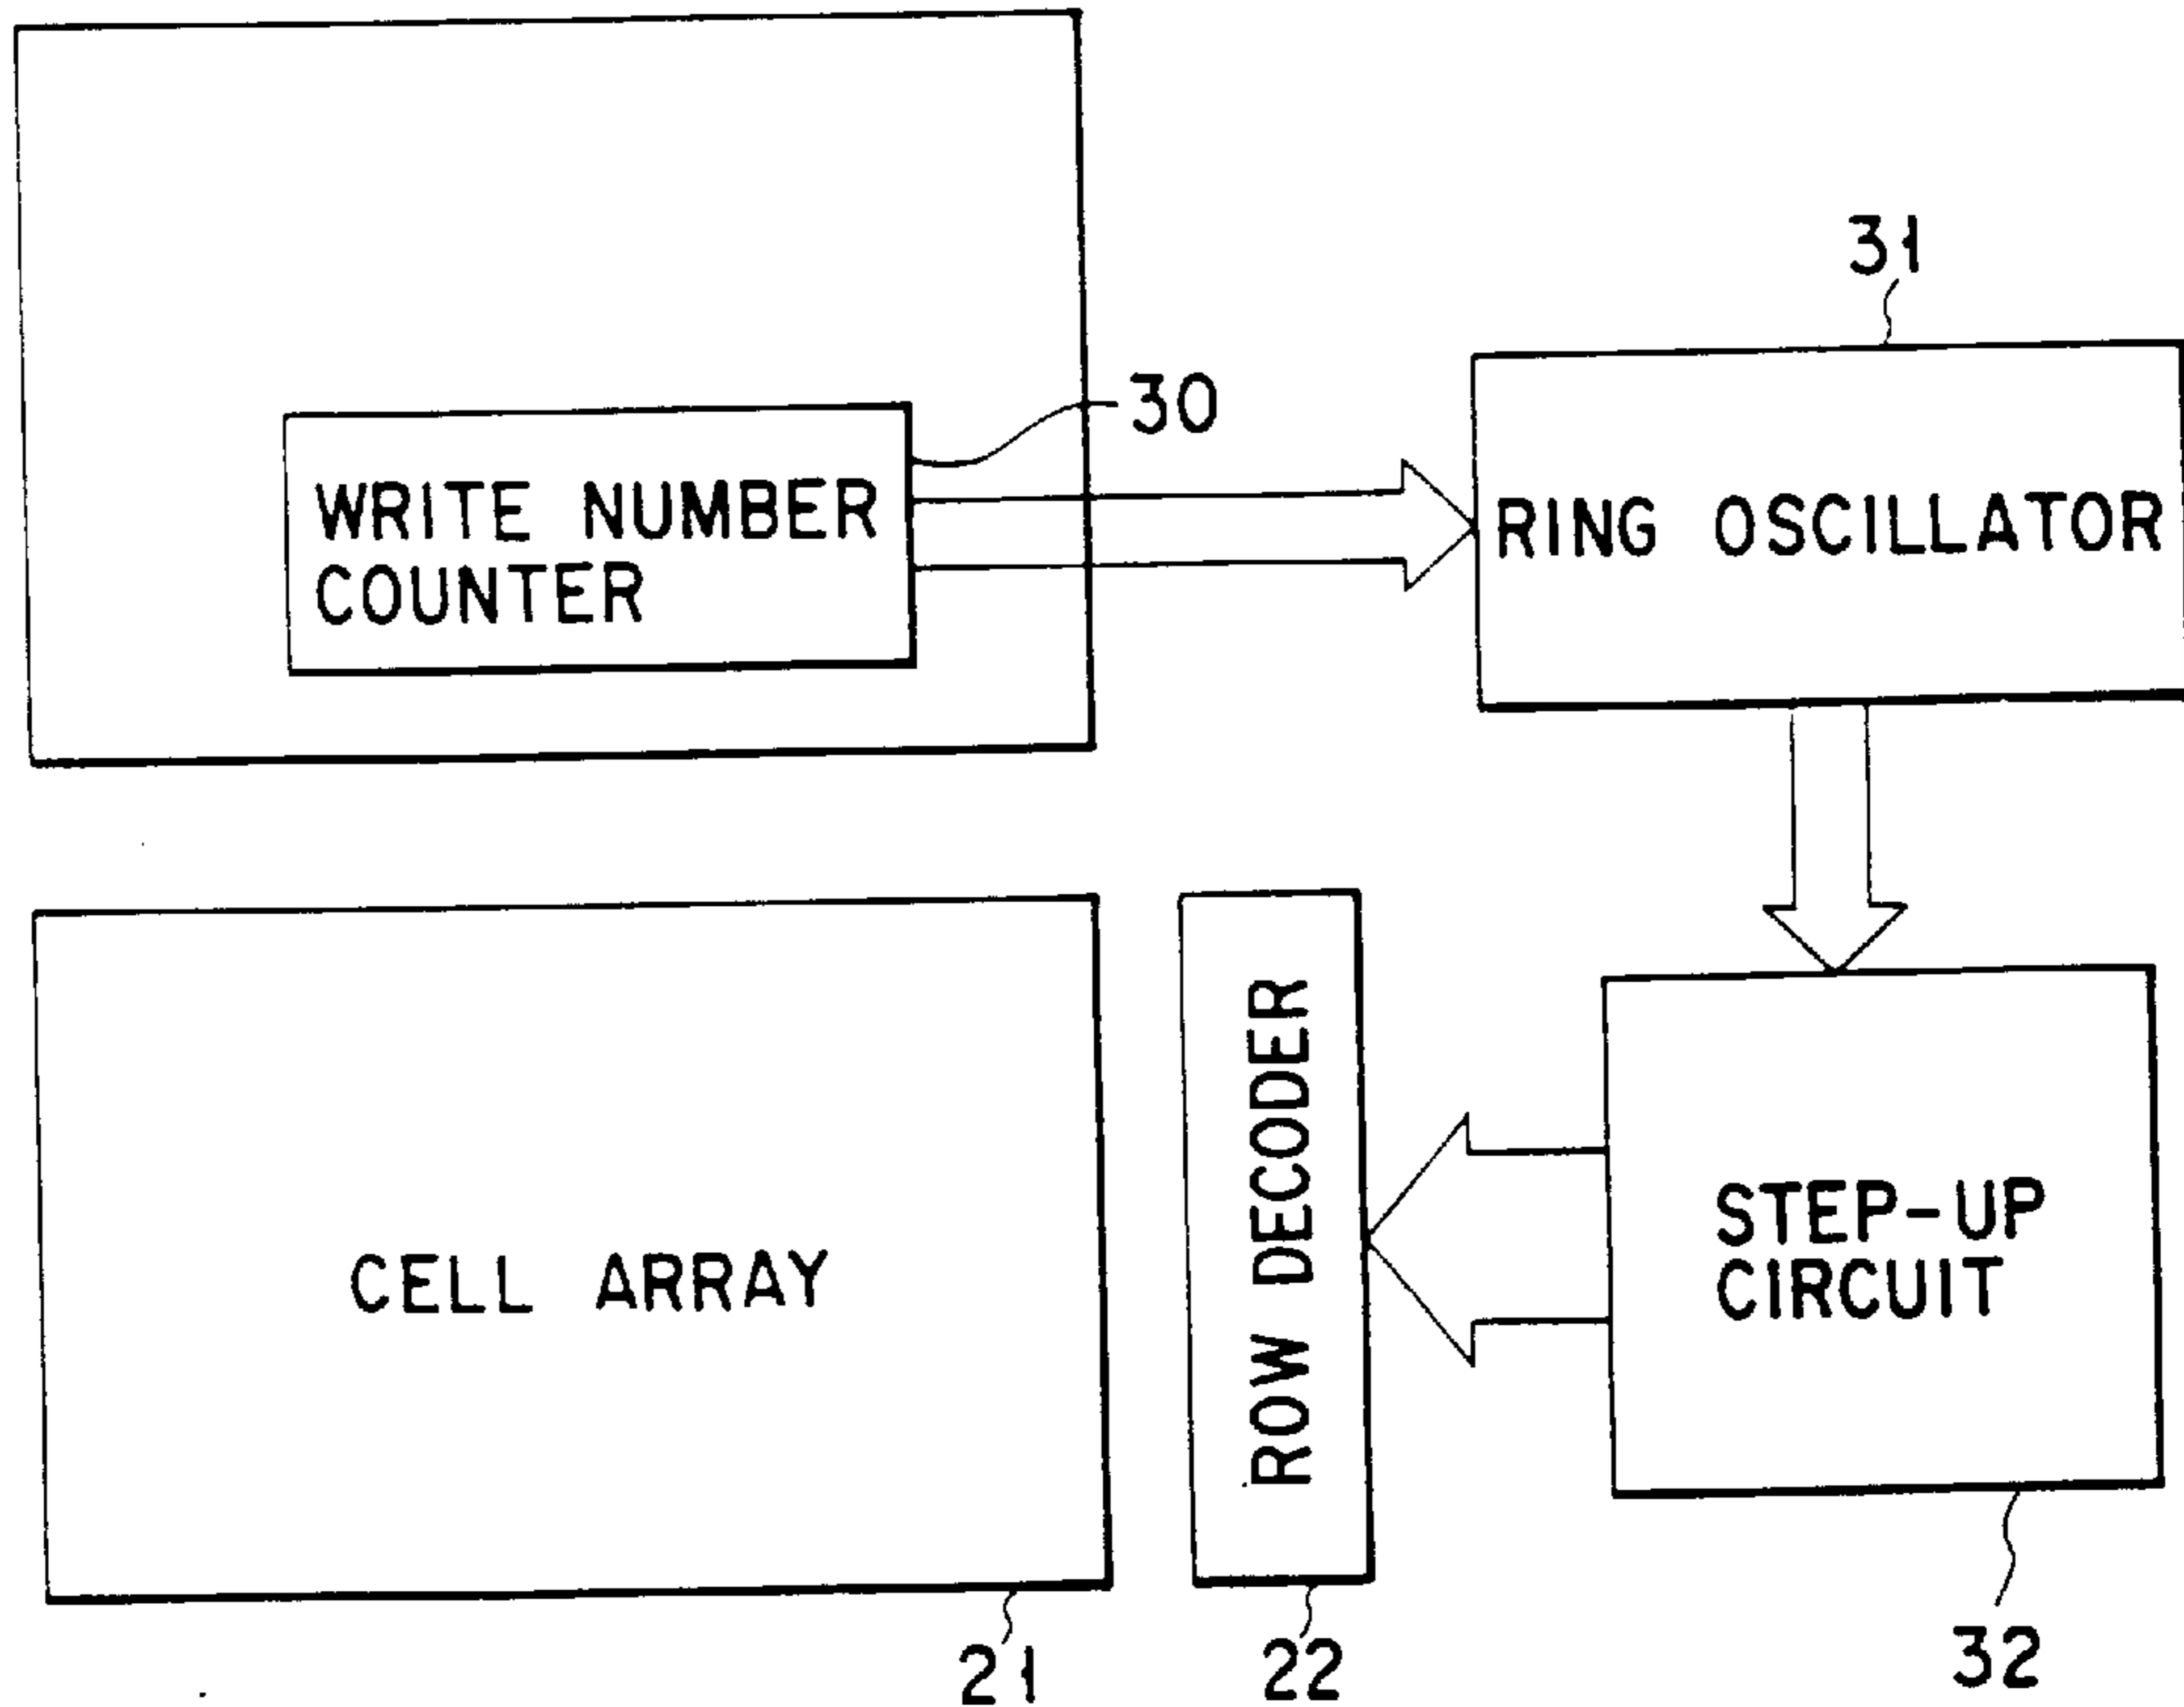 31
30
WRITE NUMBER
COUNTER
RING OSCILLATOR
ROW DECODER
CELL ARRAY
STEP-UP
CIRCUIT
21
22
32